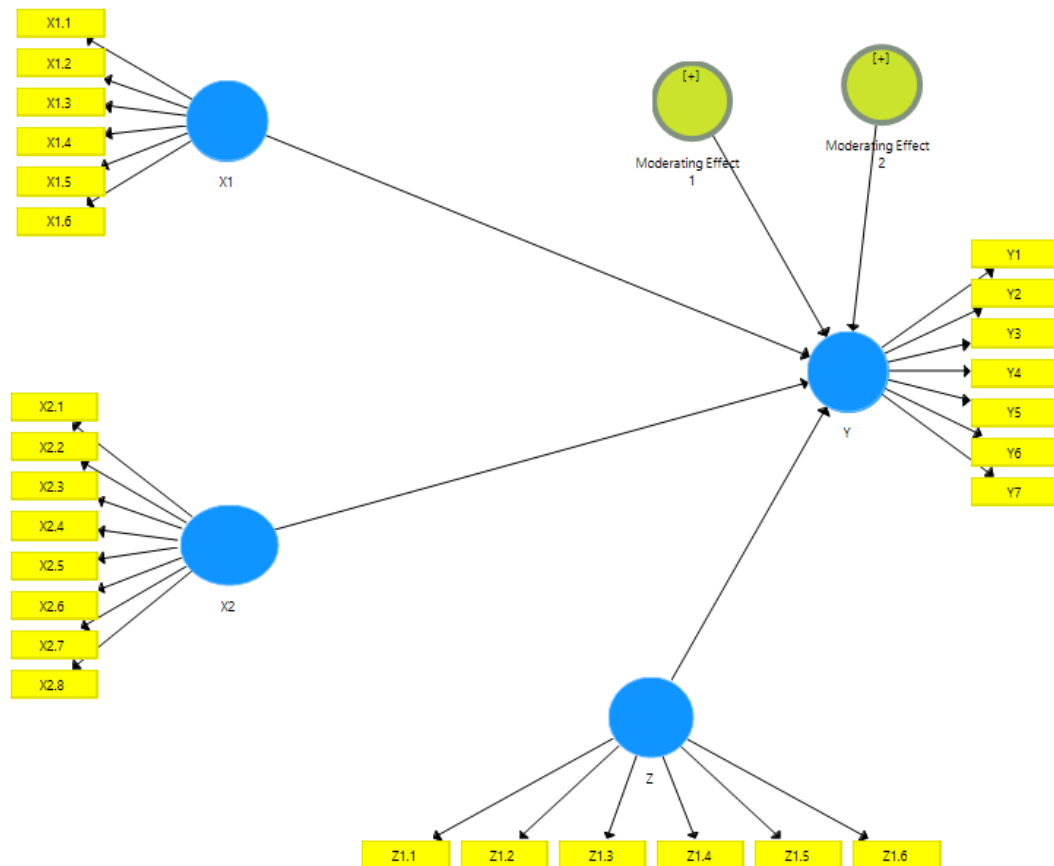 X1.1
X1.2
X1.3
X1.4
X1.5
X1.6
X1
[+]
Moderating Effect
1
[+]
Moderating Effect
2
Y1
Y2
Y3
Y4
Y5
Y6
Y7
Y
X2.1
X2.2
X2.3
X2.4
X2.5
X2.6
X2.7
X2.8
X2
Z
Z1.1
Z1.2
Z1.3
Z1.4
Z1.5
Z1.6